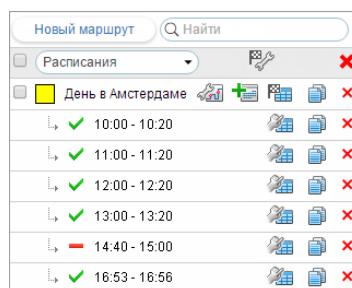 Новый маршрут Найти
Расписания
День в Амстердаме
10:00 - 10:20
11:00 - 11:20
12:00 - 12:20
13:00 - 13:20
14:40 - 15:00
16:53 - 16:56